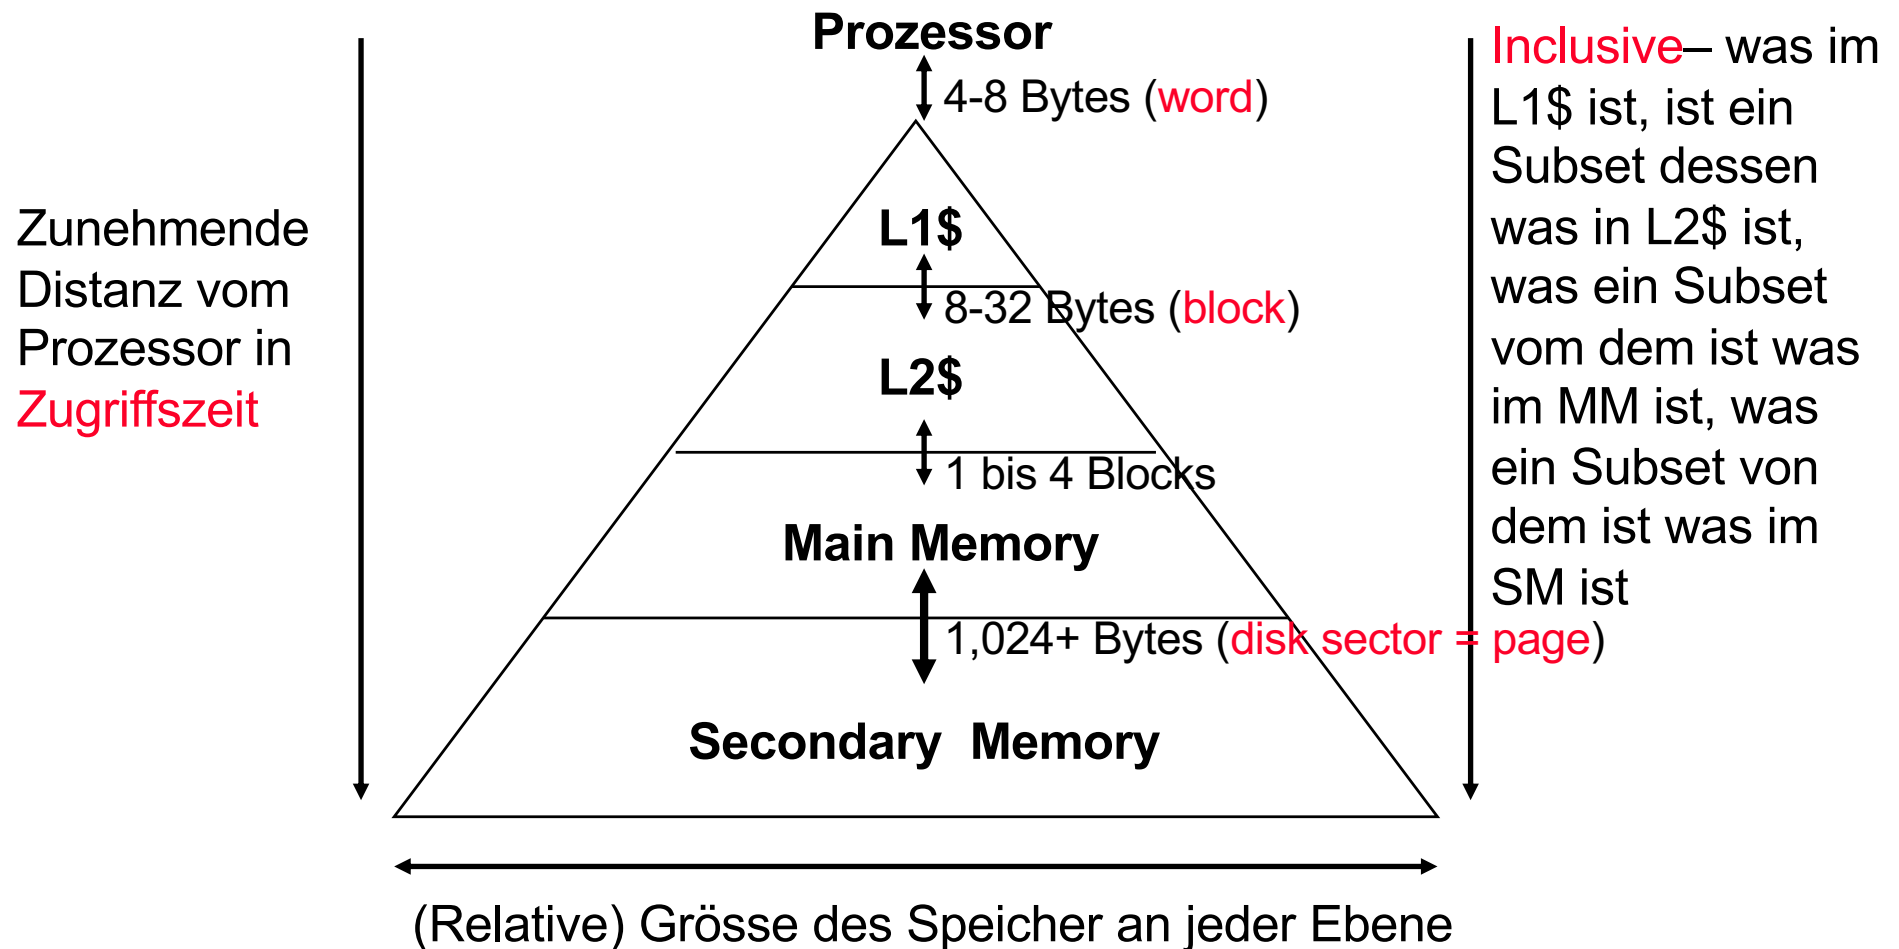 Prozessor
4-8 Bytes (word)
Zunehmende
Distanz vom
Prozessor in
Zugriffszeit
L1$
8-32 Bytes (block)
L2$
1 bis 4 Blocks
Main Memory
1,024+ Bytes (disk sector = page)
Secondary Memory
Inclusive– was im
L1$ ist, ist ein
Subset dessen
was in L2$ ist,
was ein Subset
vom dem ist was
im MM ist, was
ein Subset von
dem ist was im
SM ist
(Relative) Grösse des Speicher an jeder Ebene